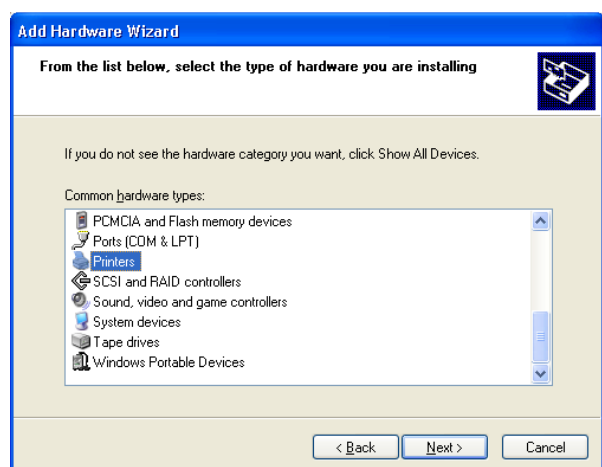 Add Hardware Wizard
From the list below, select the type of hardware you are installing
If you do not see the hardware category you want, click Show All Devices.
Common hardware types:
PCMCIA and Flash memory devices
Ports (COM & LPT)
Printers
SCSI and RAID controllers
Sound, video and game controllers
System devices
Tape drives
Windows Portable Devices
< Back Next > Cancel